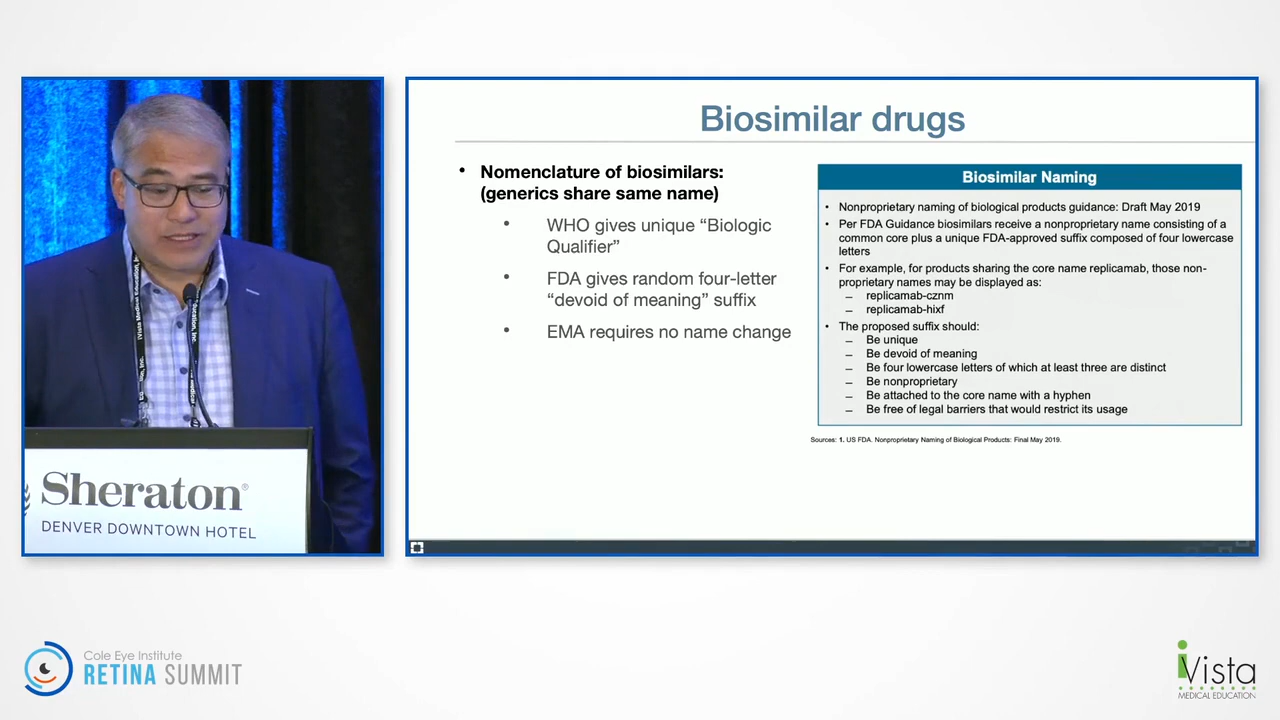 Biosimilar drugs
• Nomenclature of biosimilars:
(generics share same name)
• WHO gives unique “Biologic
Qualifier”
• FDA gives random four-letter
“devoid of meaning” suffix
• EMA requires no name change
Biosimilar Naming
• Nonproprietary naming of biological products guidance: Draft May 2019
• Per FDA Guidance biosimilars receive a nonproprietary name consisting of a
common core plus a unique FDA-approved suffix composed of four lowercase
letters
• For example, for products sharing the core name replicamab, those non-
proprietary names may be displayed as:
– replicamab-cznm
– replicamab-hixf
• The proposed suffix should:
– Be unique
– Be devoid of meaning
– Be four lowercase letters of which at least three are distinct
– Be nonproprietary
– Be attached to the core name with a hyphen
– Be free of legal barriers that would restrict its usage
Sources: 1. US FDA. Nonproprietary Naming of Biological Products: Final May 2019.
Sheraton®
DENVER DOWNTOWN HOTEL
Cole Eye Institute
RETINA SUMMIT
iVista
MEDICAL EDUCATION